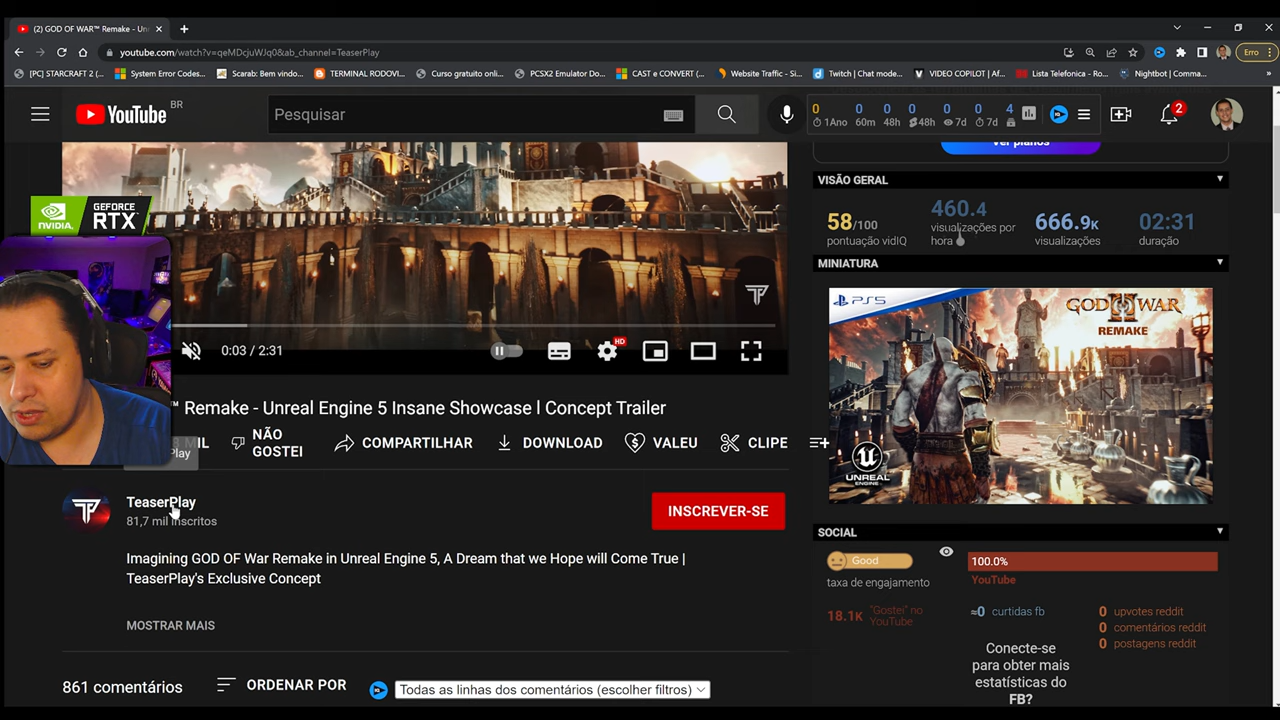 (2) GOD OF WAR™ Remake - Un
youtube.com/watch?v=qeMDcjuWJq0&ab_channel=TeaserPlay
Erro
[PC] STARCRAFT 2 (...
System Error Codes...
Scarab: Bem vindo...
TERMINAL RODOVI...
Curso gratuito onli...
PCSX2 Emulator Do...
CAST e CONVERT (...
Website Traffic - Si...
Twitch | Chat mode...
VIDEO COPILOT | Af...
Lista Telefonica - Ro...
Nightbot | Comma...
YouTube BR
Pesquisar
0 0 0 0 0 0 4
1Ano 60m 48h 48h 7d 7d
2
Ver planos
NVIDIA.
GEFORCE
RTX
0:03 / 2:31
HD
™ Remake - Unreal Engine 5 Insane Showcase l Concept Trailer
MIL
NÃO
GOSTEI
COMPARTILHAR
DOWNLOAD
VALEU
CLIPE
Play
TeaserPlay
81,7 mil inscritos
INSCREVER-SE
Imagining GOD OF War Remake in Unreal Engine 5, A Dream that we Hope will Come True |
TeaserPlay's Exclusive Concept
MOSTRAR MAIS
861 comentários
ORDENAR POR
Todas as linhas dos comentários (escolher filtros)
VISÃO GERAL
58/100
pontuação vidIQ
460.4
visualizações por
hora
666.9K
visualizações
02:31
duração
MINIATURA
PS5
GOD OF WAR
II
REMAKE
UNREAL
ENGINE
SOCIAL
Good
taxa de engajamento
100.0%
YouTube
18.1K
"Gostei" no
YouTube
≈0 curtidas fb
0 upvotes reddit
0 comentários reddit
0 postagens reddit
Conecte-se
para obter mais
estatísticas do
FB?